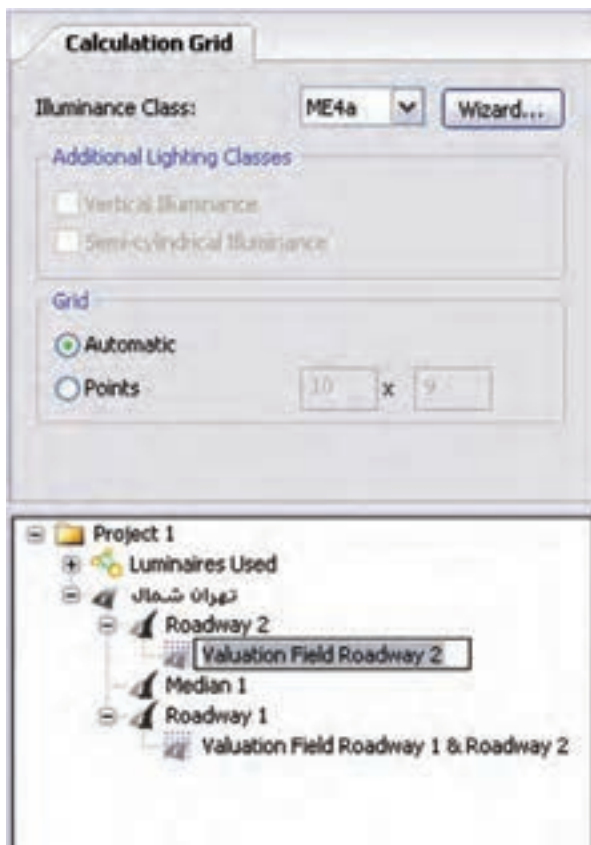 Calculation Grid
Illuminance Class: ME4a Wizard...
Additional Lighting Classes
Vertical Illuminance
Semi-cylindrical Illuminance
Grid
Automatic
Points 10 x 9
Project 1
Luminaires Used
تهران شمال
Roadway 2
Valuation Field Roadway 2
Median 1
Roadway 1
Valuation Field Roadway 1 & Roadway 2